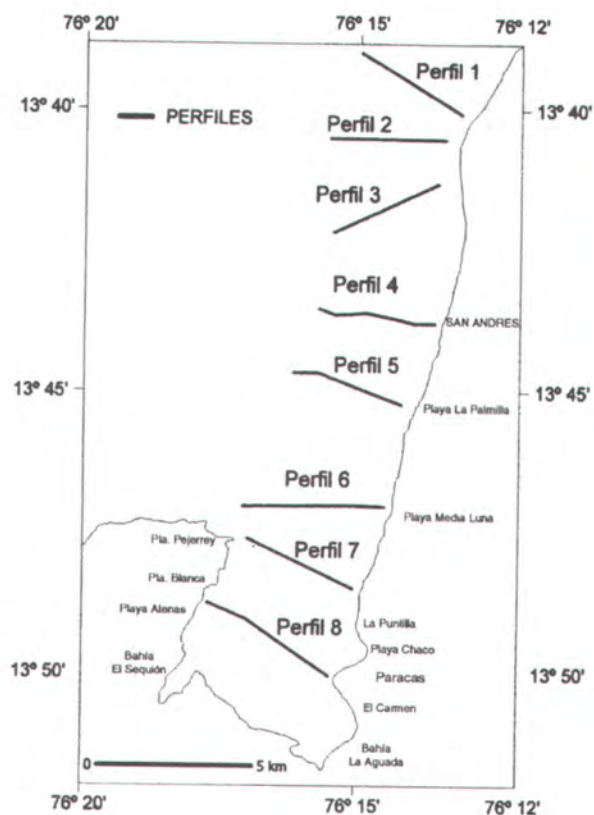 76° 20' 76° 15' 76° 12'
Perfil 1
13° 40' 13° 40'
PERFILES
Perfil 2
Perfil 3
Perfil 4
SAN ANDRES
Perfil 5
13° 45' 13° 45'
Playa La Palmilla
Perfil 6
Playa Media Luna
Pla. Pejerrey
Perfil 7
Pla. Blanca
Playa Atenas
La Puntilla
Perfil 8
Playa Chaco
Bahía
El Sequión
13° 50' 13° 50'
Paracas
El Carmen
Bahía
La Aguada
0 5 km
76° 20' 76° 15' 76° 12'